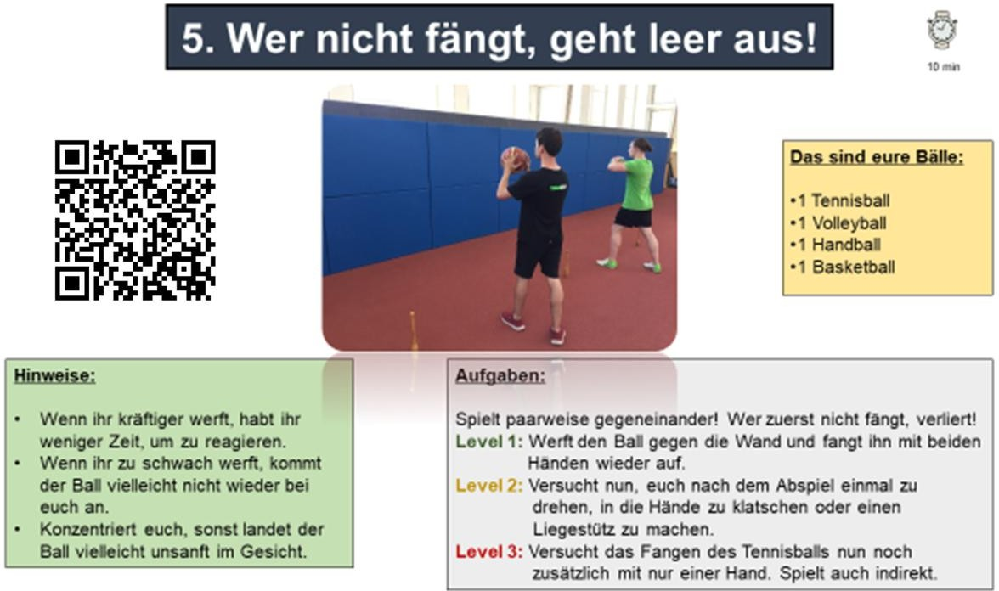 5. Wer nicht fängt, geht leer aus!
10 min
Das sind eure Bälle:
•1 Tennisball
•1 Volleyball
•1 Handball
•1 Basketball
Hinweise:
• Wenn ihr kräftiger werft, habt ihr
weniger Zeit, um zu reagieren.
• Wenn ihr zu schwach werft, kommt
der Ball vielleicht nicht wieder bei
euch an.
• Konzentriert euch, sonst landet der
Ball vielleicht unsanft im Gesicht.
Aufgaben:
Spielt paarweise gegeneinander! Wer zuerst nicht fängt, verliert!
Level 1: Werft den Ball gegen die Wand und fangt ihn mit beiden
Händen wieder auf.
Level 2: Versucht nun, euch nach dem Abspiel einmal zu
drehen, in die Hände zu klatschen oder einen
Liegestütz zu machen.
Level 3: Versucht das Fangen des Tennisballs nun noch
zusätzlich mit nur einer Hand. Spielt auch indirekt.